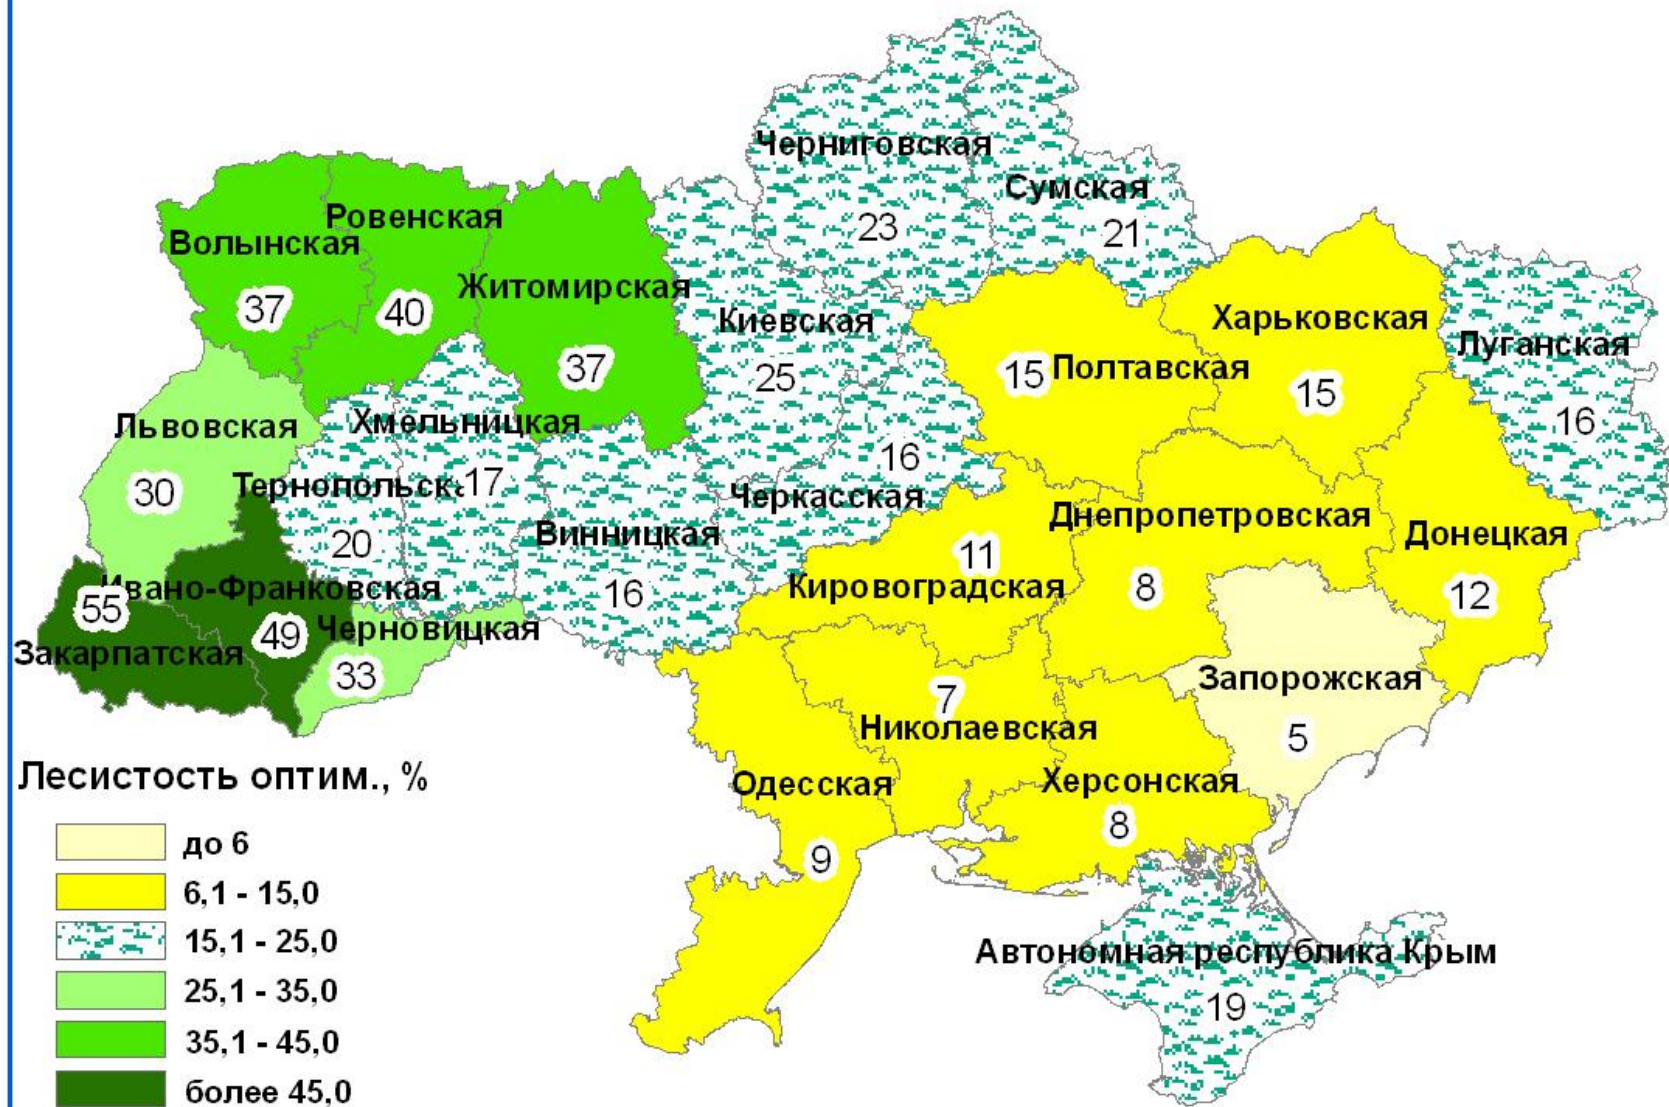 Черниговская
23
Сумская
21
Ровенская
40
Волынская
37
Житомирская
37
Киевская
25
Харьковская
15
Луганская
16
15 Полтавская
Львовская
30
Хмельницкая
17
Тернопольска
20
16
Черкасская
Винницкая
16
Днепропетровская
8
Донецкая
12
11
Кировоградская
Ивано-Франковская
49
55
Закарпатская
Черновицкая
33
Запорожская
5
7
Николаевская
Одесская
9
Херсонская
8
Автономная республика Крым
19
Лесистость оптим., %
до 6
6,1 - 15,0
15,1 - 25,0
25,1 - 35,0
35,1 - 45,0
более 45,0